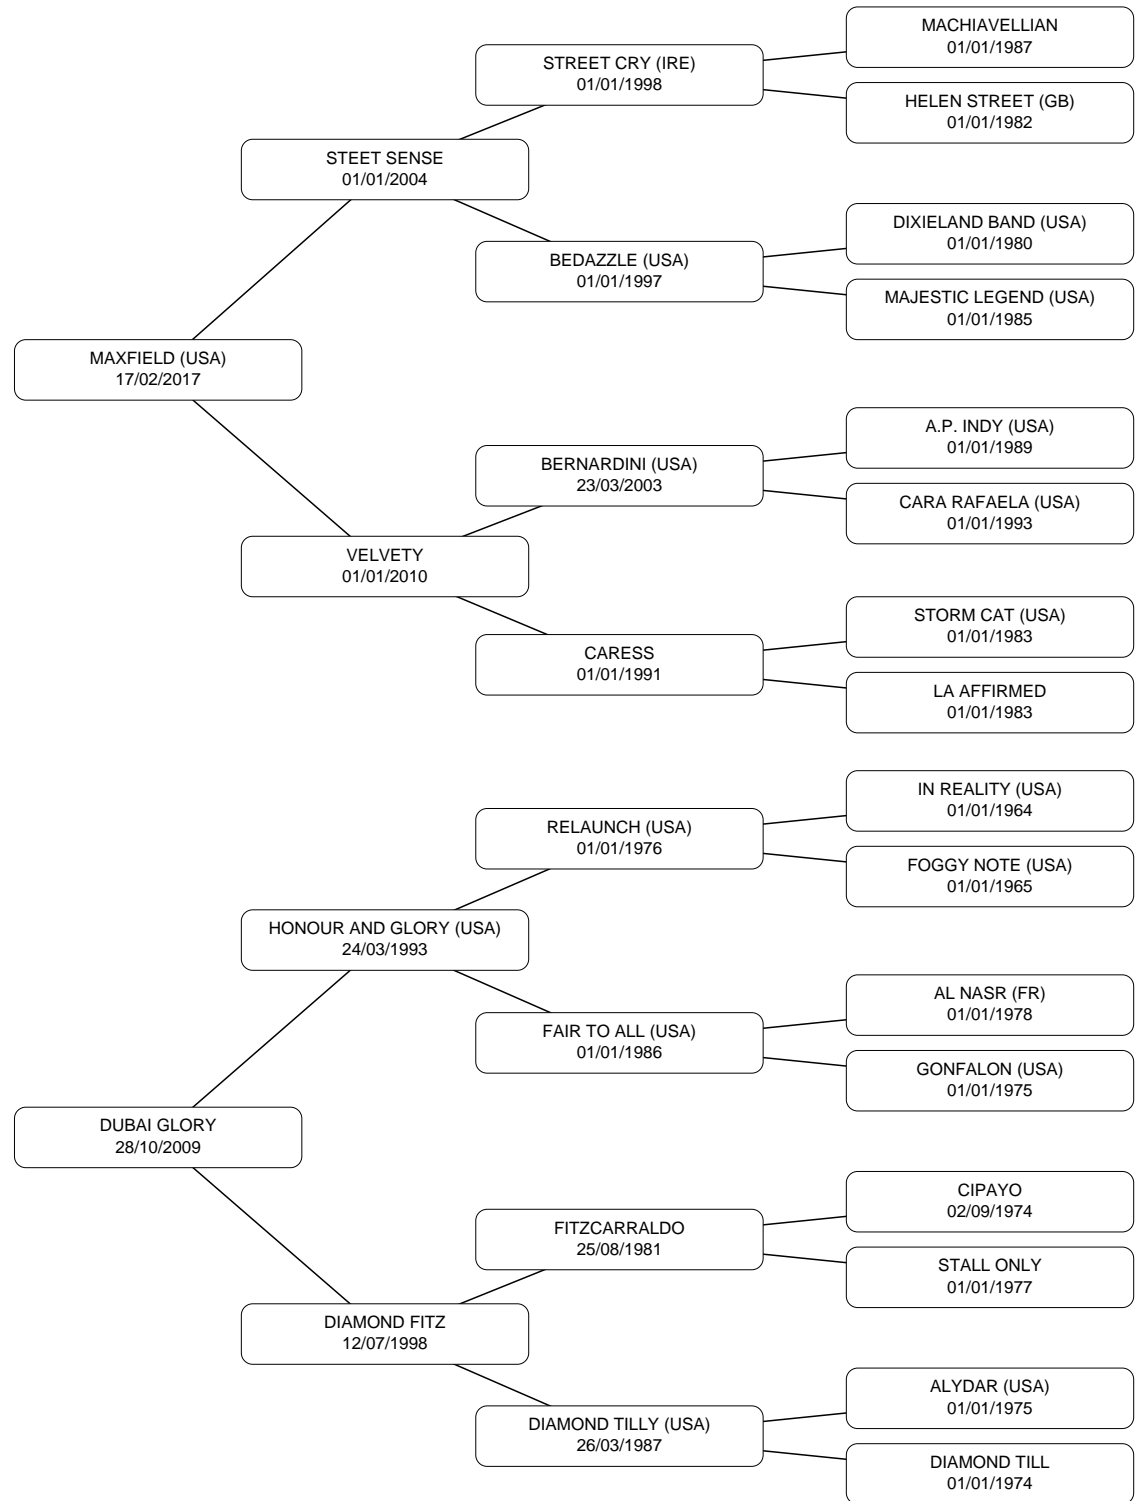 MACHIAVELLIAN
01/01/1987
STREET CRY (IRE)
01/01/1998
HELEN STREET (GB)
01/01/1982
STEET SENSE
01/01/2004
DIXIELAND BAND (USA)
01/01/1980
BEDAZZLE (USA)
01/01/1997
MAJESTIC LEGEND (USA)
01/01/1985
MAXFIELD (USA)
17/02/2017
A.P. INDY (USA)
01/01/1989
BERNARDINI (USA)
23/03/2003
CARA RAFAELA (USA)
01/01/1993
VELVETY
01/01/2010
STORM CAT (USA)
01/01/1983
CARESS
01/01/1991
LA AFFIRMED
01/01/1983
IN REALITY (USA)
01/01/1964
RELAUNCH (USA)
01/01/1976
FOGGY NOTE (USA)
01/01/1965
HONOUR AND GLORY (USA)
24/03/1993
AL NASR (FR)
01/01/1978
FAIR TO ALL (USA)
01/01/1986
GONFALON (USA)
01/01/1975
DUBAI GLORY
28/10/2009
CIPAYO
02/09/1974
FITZCARRALDO
25/08/1981
STALL ONLY
01/01/1977
DIAMOND FITZ
12/07/1998
ALYDAR (USA)
01/01/1975
DIAMOND TILLY (USA)
26/03/1987
DIAMOND TILL
01/01/1974